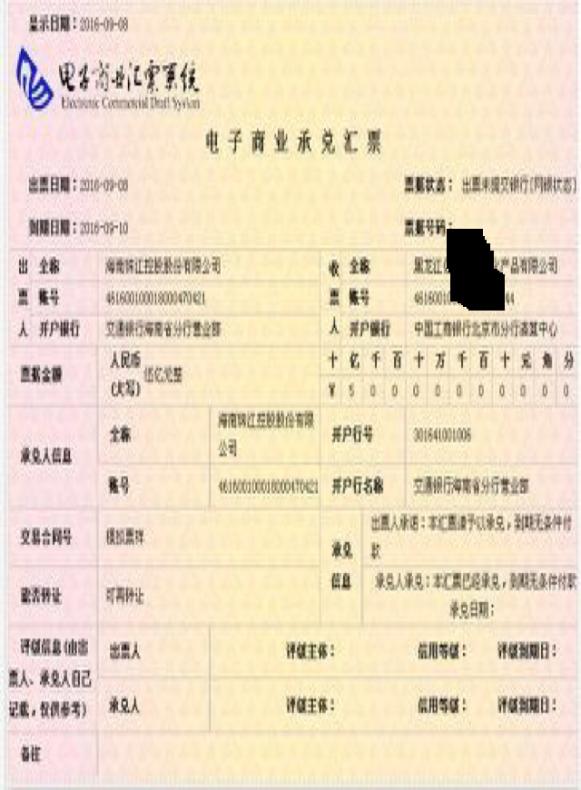 显示日期：2016-09-08
电子商业汇票系统
Electronic Commercial Draft System
电子商业承兑汇票
出票日期：2016-09-08 票据状态： 出票未提交银行[网银状态]
到期日期：2016-09-10 票据号码：
出 全称 海南锦江控股股份有限公司 收 全称 黑龙江 产品有限公司
票 账号 461600100018000470421 票 账号 4616001 44
人 开户银行 交通银行海南省分行营业部 人 开户银行 中国工商银行北京市分行清算中心
票据金额 人民币 (大写) 伍亿元整 十 亿 千 百 十 万 千 百 十 元 角 分
¥ 5 0 0 0 0 0 0 0 0 0 0
承兑人信息 全称 海南锦江控股股份有限公司 开户行号 301641001006
账号 461600100018000470421 开户行名称 交通银行海南省分行营业部
交易合同号 模拟票样 承兑信息 出票人承诺：本汇票请予以承兑，到期无条件付款
能否转让 可再转让 承兑人承兑：本汇票已经承兑，到期无条件付款
承兑日期：
评级信息(由出票人、承兑人自己记载，仅供参考) 出票人 评级主体： 信用等级： 评级到期日：
承兑人 评级主体： 信用等级： 评级到期日：
备注